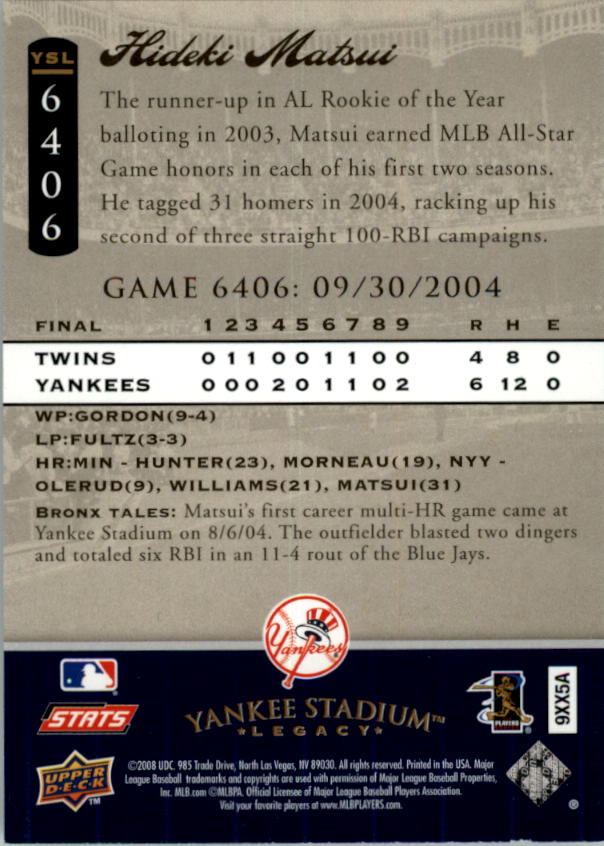 YSL
6406
Hideki Matsui
The runner-up in AL Rookie of the Year
balloting in 2003, Matsui earned MLB All-Star
Game honors in each of his first two seasons.
He tagged 31 homers in 2004, racking up his
second of three straight 100-RBI campaigns.
GAME 6406: 09/30/2004
FINAL 1 2 3 4 5 6 7 8 9 R H E
TWINS 0 1 1 0 0 1 1 0 0 4 8 0
YANKEES 0 0 0 2 0 1 1 0 2 6 12 0
WP:GORDON(9-4)
LP:FULTZ(3-3)
HR:MIN - HUNTER(23), MORNEAU(19), NYY -
OLERUD(9), WILLIAMS(21), MATSUI(31)
BRONX TALES: Matsui's first career multi-HR game came at
Yankee Stadium on 8/6/04. The outfielder blasted two dingers
and totaled six RBI in an 11-4 rout of the Blue Jays.
Yankees
STATS
YANKEE STADIUM™
★LEGACY★
PLAYERS
9XX5A
UPPER
D·E·C·K
TM
©2008 UDC. 985 Trade Drive, North Las Vegas, NV 89030. All rights reserved. Printed in the USA. Major
League Baseball trademarks and copyrights are used with permission of Major League Baseball Properties,
Inc. MLB.com ©MLBPA. Official Licensee of Major League Baseball Players Association.
Visit your favorite players at www.MLBPLAYERS.com.
®